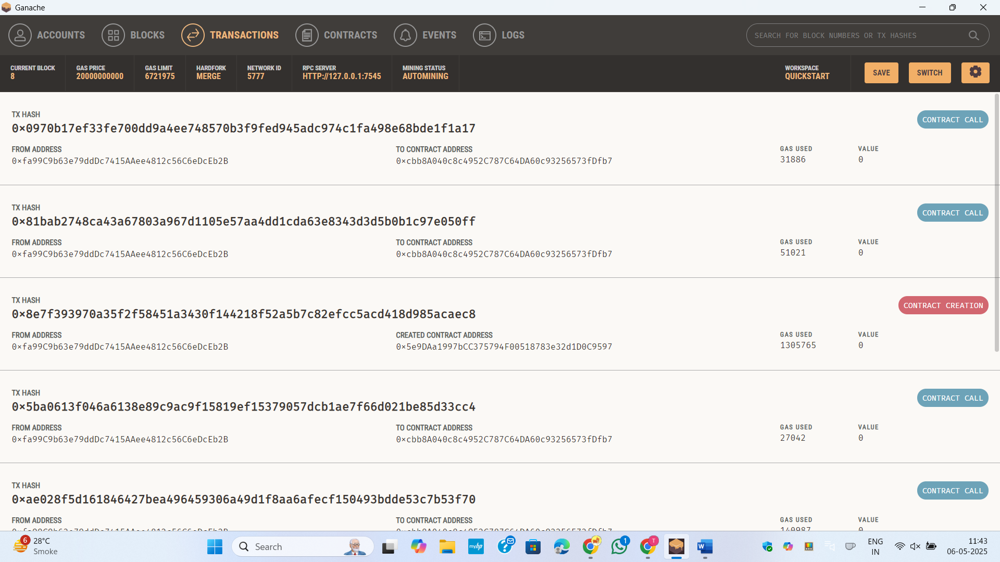 Ganache
ACCOUNTS BLOCKS TRANSACTIONS CONTRACTS EVENTS LOGS SEARCH FOR BLOCK NUMBERS OR TX HASHES
CURRENT BLOCK GAS PRICE GAS LIMIT HARDFORK NETWORK ID RPC SERVER MINING STATUS WORKSPACE
8 20000000000 6721975 MERGE 5777 HTTP://127.0.0.1:7545 AUTOMINING QUICKSTART SAVE SWITCH
TX HASH
0×0970b17ef33fe700dd9a4ee748570b3f9fed945adc974c1fa498e68bde1f1a17 CONTRACT CALL
FROM ADDRESS TO CONTRACT ADDRESS GAS USED VALUE
0×fa99C9b63e79ddDc7415AAee4812c56C6eDcEb2B 0×cbb8A040c8c4952C787C64DA60c93256573fDfb7 31886 0
TX HASH
0×81bab2748ca43a67803a967d1105e57aa4dd1cda63e8343d3d5b0b1c97e050ff CONTRACT CALL
FROM ADDRESS TO CONTRACT ADDRESS GAS USED VALUE
0×fa99C9b63e79ddDc7415AAee4812c56C6eDcEb2B 0×cbb8A040c8c4952C787C64DA60c93256573fDfb7 51021 0
TX HASH
0×8e7f393970a35f2f58451a3430f144218f52a5b7c82efcc5acd418d985acaec8 CONTRACT CREATION
FROM ADDRESS CREATED CONTRACT ADDRESS GAS USED VALUE
0×fa99C9b63e79ddDc7415AAee4812c56C6eDcEb2B 0×5e9DAa1997bCC375794F00518783e32d1D0C9597 1305765 0
TX HASH
0×5ba0613f046a6138e89c9ac9f15819ef15379057dcb1ae7f66d021be85d33cc4 CONTRACT CALL
FROM ADDRESS TO CONTRACT ADDRESS GAS USED VALUE
0×fa99C9b63e79ddDc7415AAee4812c56C6eDcEb2B 0×cbb8A040c8c4952C787C64DA60c93256573fDfb7 27042 0
TX HASH
0×ae028f5d161846427bea496459306a49d1f8aa6afecf150493bdde53c7b53f70 CONTRACT CALL
FROM ADDRESS TO CONTRACT ADDRESS GAS USED VALUE
6 28°C Search myhp 1 T W ENG 11:43
Smoke IN 06-05-2025